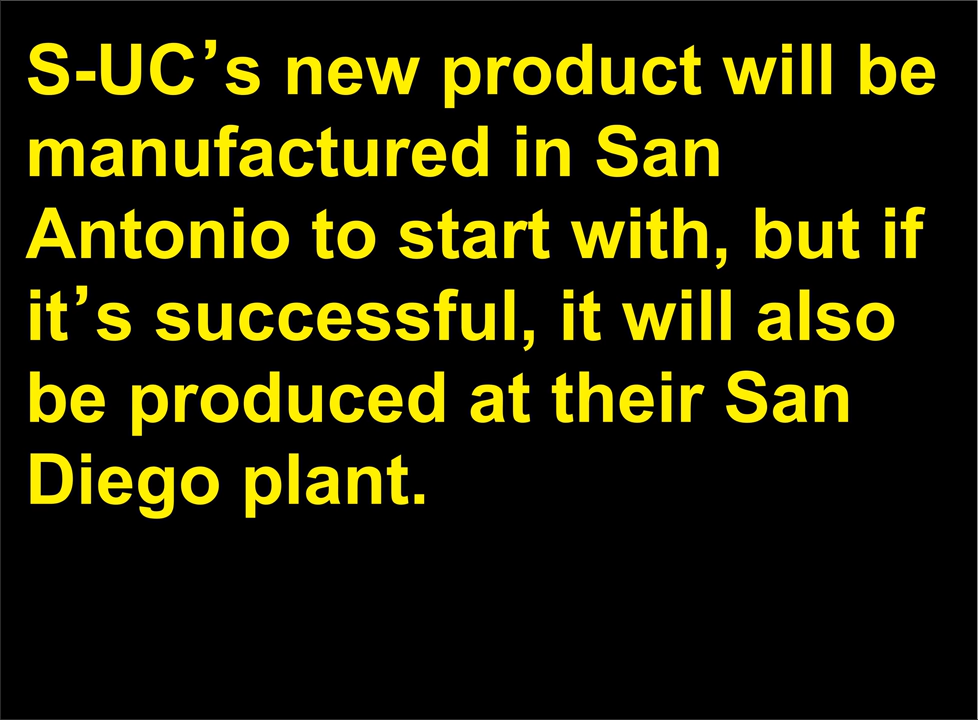 S-UC’s new product will be
manufactured in San
Antonio to start with, but if
it’s successful, it will also
be produced at their San
Diego plant.